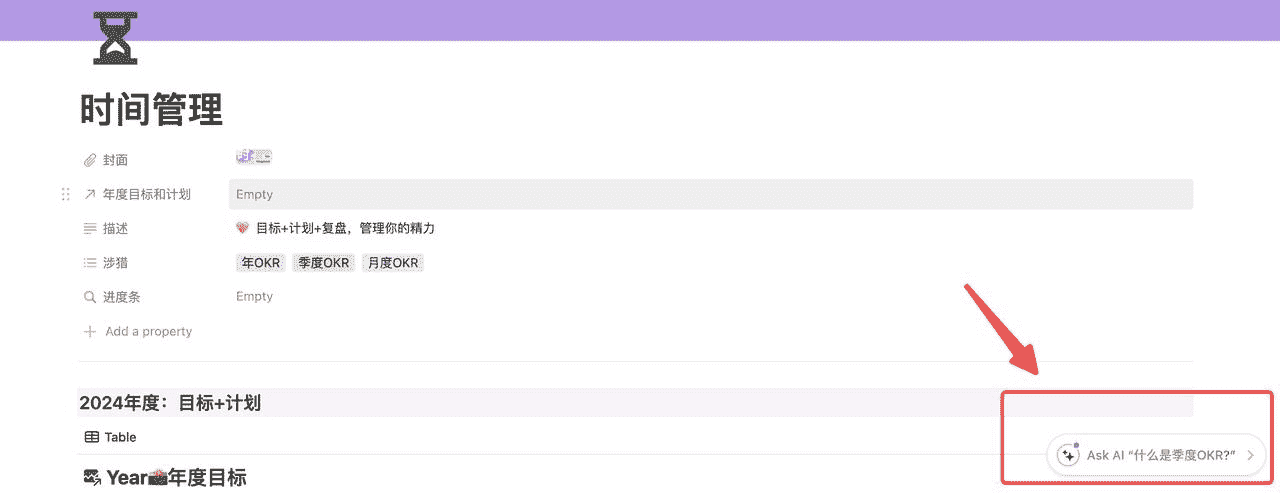 时间管理
封面
年度目标和计划 Empty
描述 目标+计划+复盘，管理你的精力
涉猎 年OKR 季度OKR 月度OKR
进度条 Empty
Add a property
2024年度：目标+计划
Table
Ask AI “什么是季度OKR?”
Year年度目标